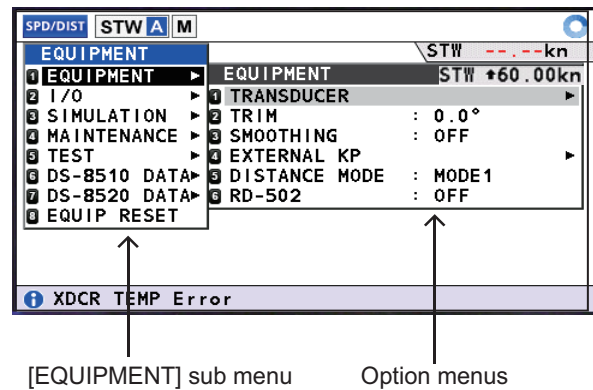 SPD/DIST STW A M
EQUIPMENT
STW --.--kn
1 EQUIPMENT ►
EQUIPMENT
STW ⬆60.00kn
2 I/O ►
1 TRANSDUCER ►
3 SIMULATION ►
2 TRIM : 0.0°
4 MAINTENANCE ►
3 SMOOTHING : OFF
5 TEST ►
4 EXTERNAL KP ►
6 DS-8510 DATA►
5 DISTANCE MODE : MODE1
7 DS-8520 DATA►
6 RD-502 : OFF
8 EQUIP RESET
XDCR TEMP Error
[EQUIPMENT] sub menu
Option menus